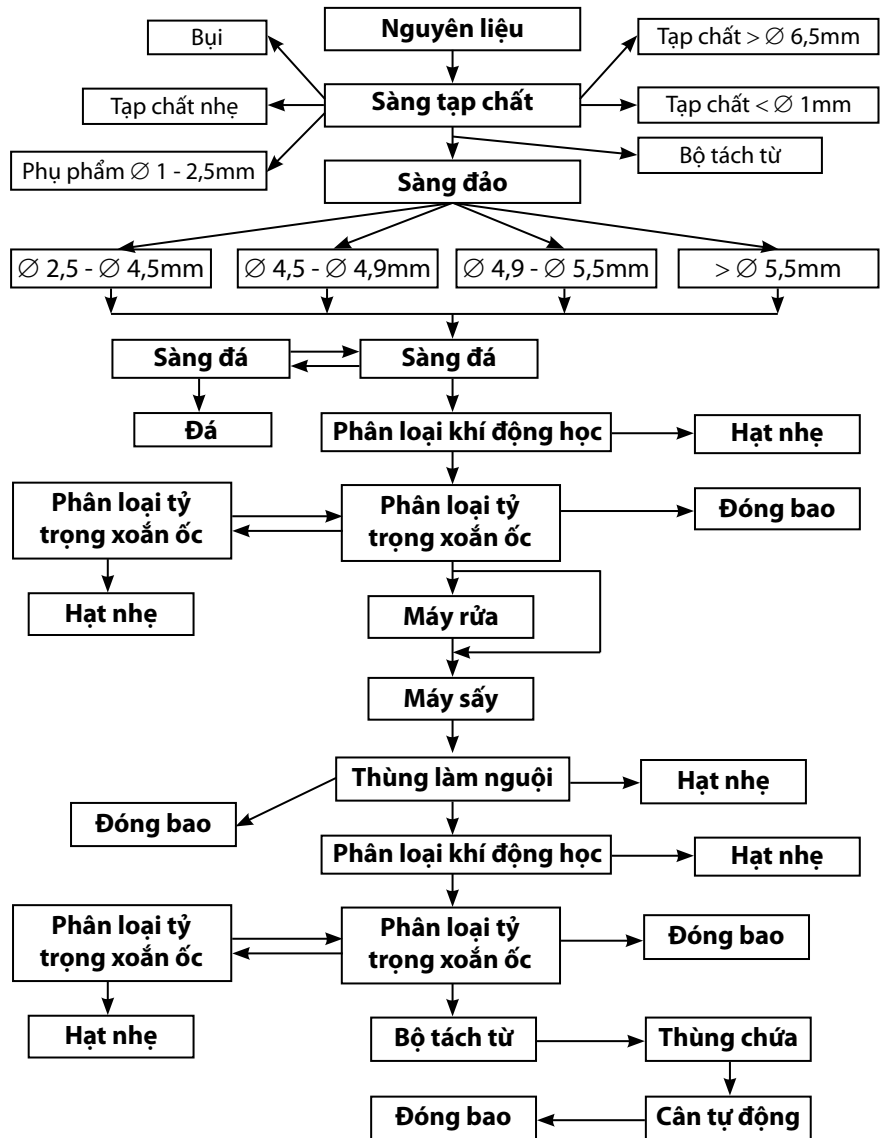 Bụi
Nguyên liệu
Tạp chất > ∅ 6,5mm
Tạp chất nhẹ
Sàng tạp chất
Tạp chất < ∅ 1mm
Phụ phẩm ∅ 1 - 2,5mm
Bộ tách từ
Sàng đảo
∅ 2,5 - ∅ 4,5mm
∅ 4,5 - ∅ 4,9mm
∅ 4,9 - ∅ 5,5mm
> ∅ 5,5mm
Sàng đá
Sàng đá
Đá
Phân loại khí động học
Hạt nhẹ
Phân loại tỷ
trọng xoắn ốc
Phân loại tỷ
trọng xoắn ốc
Đóng bao
Hạt nhẹ
Máy rửa
Máy sấy
Thùng làm nguội
Hạt nhẹ
Đóng bao
Phân loại khí động học
Hạt nhẹ
Phân loại tỷ
trọng xoắn ốc
Phân loại tỷ
trọng xoắn ốc
Đóng bao
Hạt nhẹ
Bộ tách từ
Thùng chứa
Đóng bao
Cân tự động